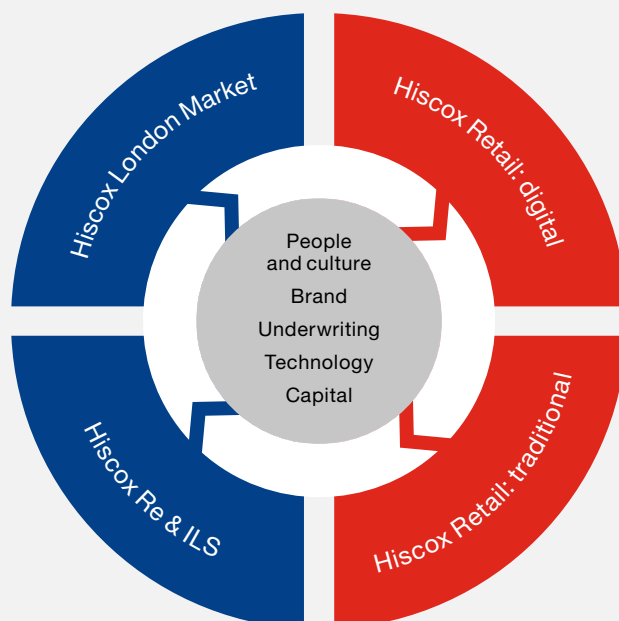 Hiscox London Market
Hiscox Retail: digital
People
and culture
Brand
Underwriting
Technology
Capital
Hiscox Re & ILS
Hiscox Retail: traditional